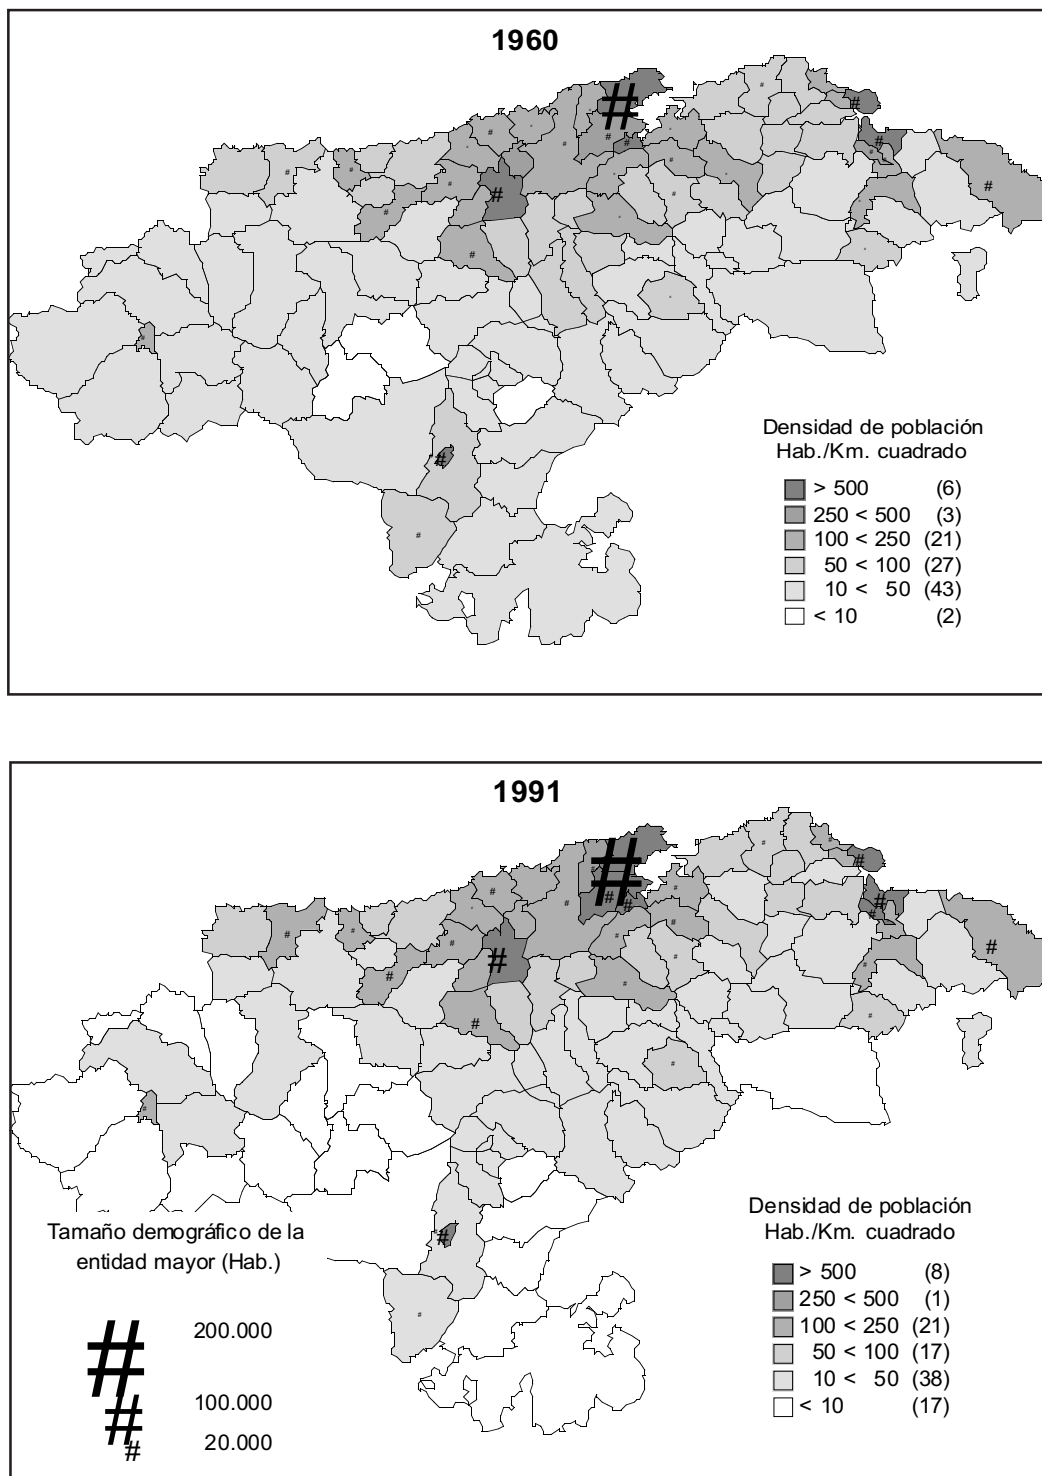 1960
Densidad de población
Hab./Km. cuadrado
> 500 (6)
250 < 500 (3)
100 < 250 (21)
50 < 100 (27)
10 < 50 (43)
< 10 (2)
1991
Tamaño demográfico de la
entidad mayor (Hab.)
# 200.000
# 100.000
# 20.000
Densidad de población
Hab./Km. cuadrado
> 500 (8)
250 < 500 (1)
100 < 250 (21)
50 < 100 (17)
10 < 50 (38)
< 10 (17)